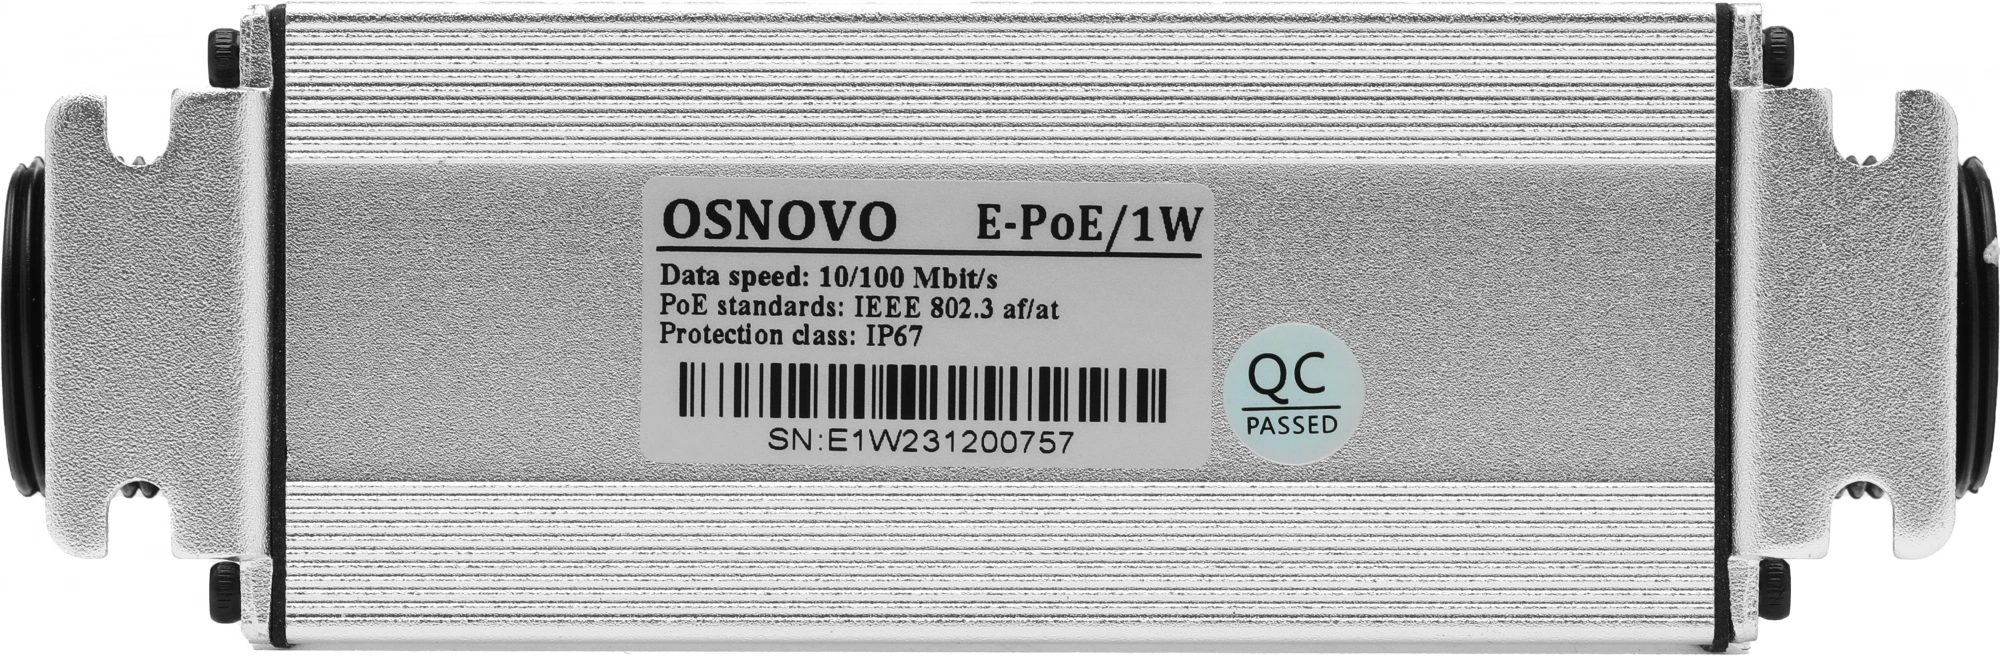 OSNOVO E-PoE/1W
Data speed: 10/100 Mbit/s
PoE standards: IEEE 802.3 af/at
Protection class: IP67
SN:E1W231200757
QC
PASSED